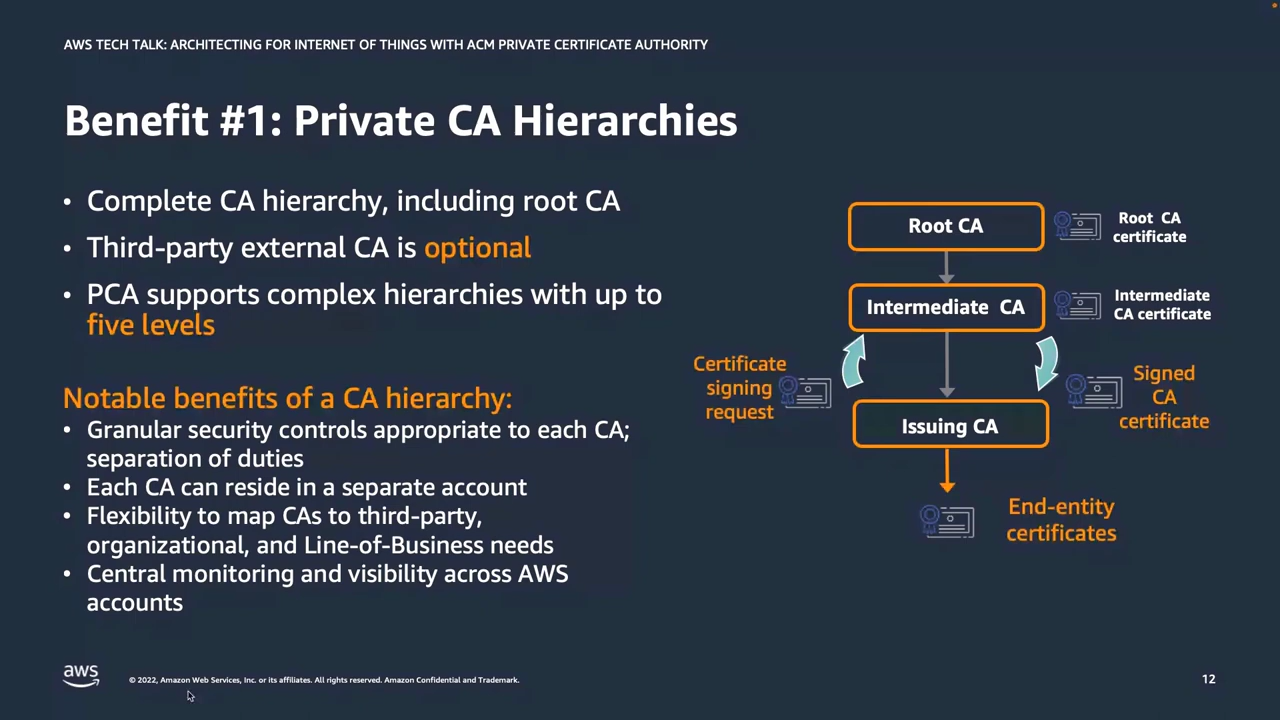 AWS TECH TALK: ARCHITECTING FOR INTERNET OF THINGS WITH ACM PRIVATE CERTIFICATE AUTHORITY
Benefit #1: Private CA Hierarchies
• Complete CA hierarchy, including root CA
• Third-party external CA is optional
• PCA supports complex hierarchies with up to
five levels
Notable benefits of a CA hierarchy:
• Granular security controls appropriate to each CA;
separation of duties
• Each CA can reside in a separate account
• Flexibility to map CAs to third-party,
organizational, and Line-of-Business needs
• Central monitoring and visibility across AWS
accounts
Root CA
Root CA
certificate
Intermediate CA
Intermediate
CA certificate
Certificate
signing
request
Signed
CA
certificate
Issuing CA
End-entity
certificates
aws
© 2022, Amazon Web Services, Inc. or its affiliates. All rights reserved. Amazon Confidential and Trademark.
12